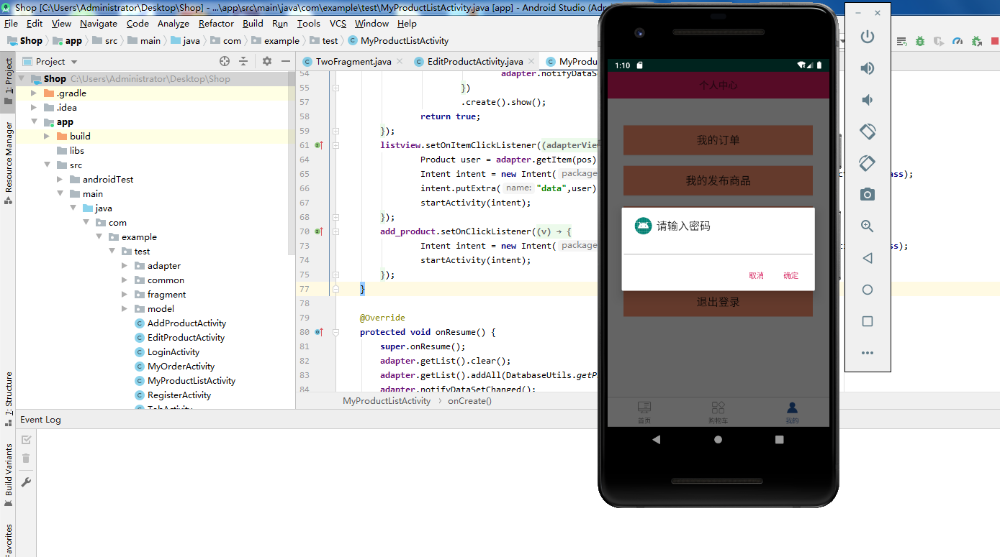 Shop [C:\Users\Administrator\Desktop\Shop] - ...\app\src\main\java\com\example\test\MyProductListActivity.java [app] - Android Studio
File Edit View Navigate Code Analyze Refactor Build Run Tools VCS Window Help
Shop app src main java com example test MyProductListActivity
Project
TwoFragment.java EditProductActivity.java MyProdu
1: Project
Resource Manager
7: Structure
Build Variants
Favorites
Shop C:\Users\Administrator\Desktop\Shop
.gradle
.idea
app
build
libs
src
androidTest
main
java
com
example
test
adapter
common
fragment
model
AddProductActivity
EditProductActivity
LoginActivity
MyOrderActivity
MyProductListActivity
RegisterActivity
TabActivity
54 adapter.notifyDataS
55 })
57 .create().show();
58 return true;
59 });
61 listview.setOnItemClickListener((adapterVie
64 Product user = adapter.getItem(pos)
65 Intent intent = new Intent( package
66 intent.putExtra( name: "data",user)
67 startActivity(intent);
68 });
70 add_product.setOnClickListener((v) → {
73 Intent intent = new Intent( package
74 startActivity(intent);
75 });
77 }
78
79 @Override
80 protected void onResume() {
81 super.onResume();
82 adapter.getList().clear();
83 adapter.getList().addAll(DatabaseUtils.getP
84 adapter.notifyDataSetChanged();
MyProductListActivity onCreate()
Event Log
1:10
个人中心
我的订单
我的发布商品
请输入密码
取消 确定
退出登录
首页 购物车 我的
ss);
ss);